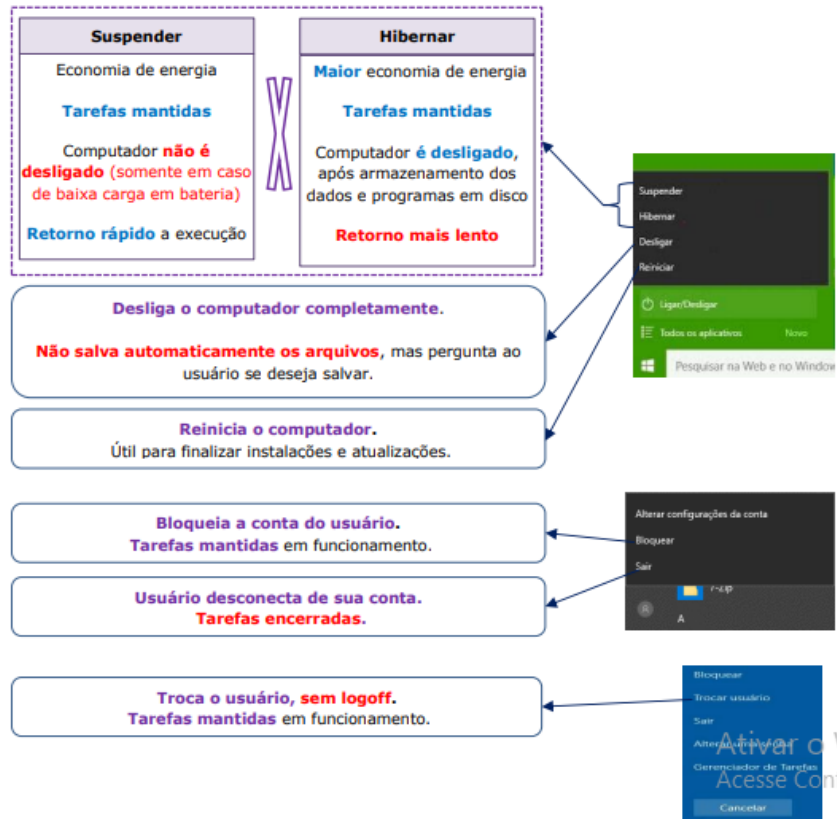 Suspender
Economia de energia
Tarefas mantidas
Computador não é
desligado (somente em caso
de baixa carga em bateria)
Retorno rápido a execução
Hibernar
Maior economia de energia
Tarefas mantidas
Computador é desligado,
após armazenamento dos
dados e programas em disco
Retorno mais lento
Suspender
Hibernar
Desligar
Reiniciar
Ligar/Desligar
Todos os aplicativos Novo
Pesquisar na Web e no Window
Desliga o computador completamente.
Não salva automaticamente os arquivos, mas pergunta ao
usuário se deseja salvar.
Reinicia o computador.
Útil para finalizar instalações e atualizações.
Bloqueia a conta do usuário.
Tarefas mantidas em funcionamento.
Usuário desconecta de sua conta.
Tarefas encerradas.
Alterar configurações da conta
Bloquear
Sair
7-Zip
A
Troca o usuário, sem logoff.
Tarefas mantidas em funcionamento.
Bloquear
Trocar usuário
Sair
Alterar uma senha
Gerenciador de Tarefas
Cancelar
Ativar o W
Acesse Con